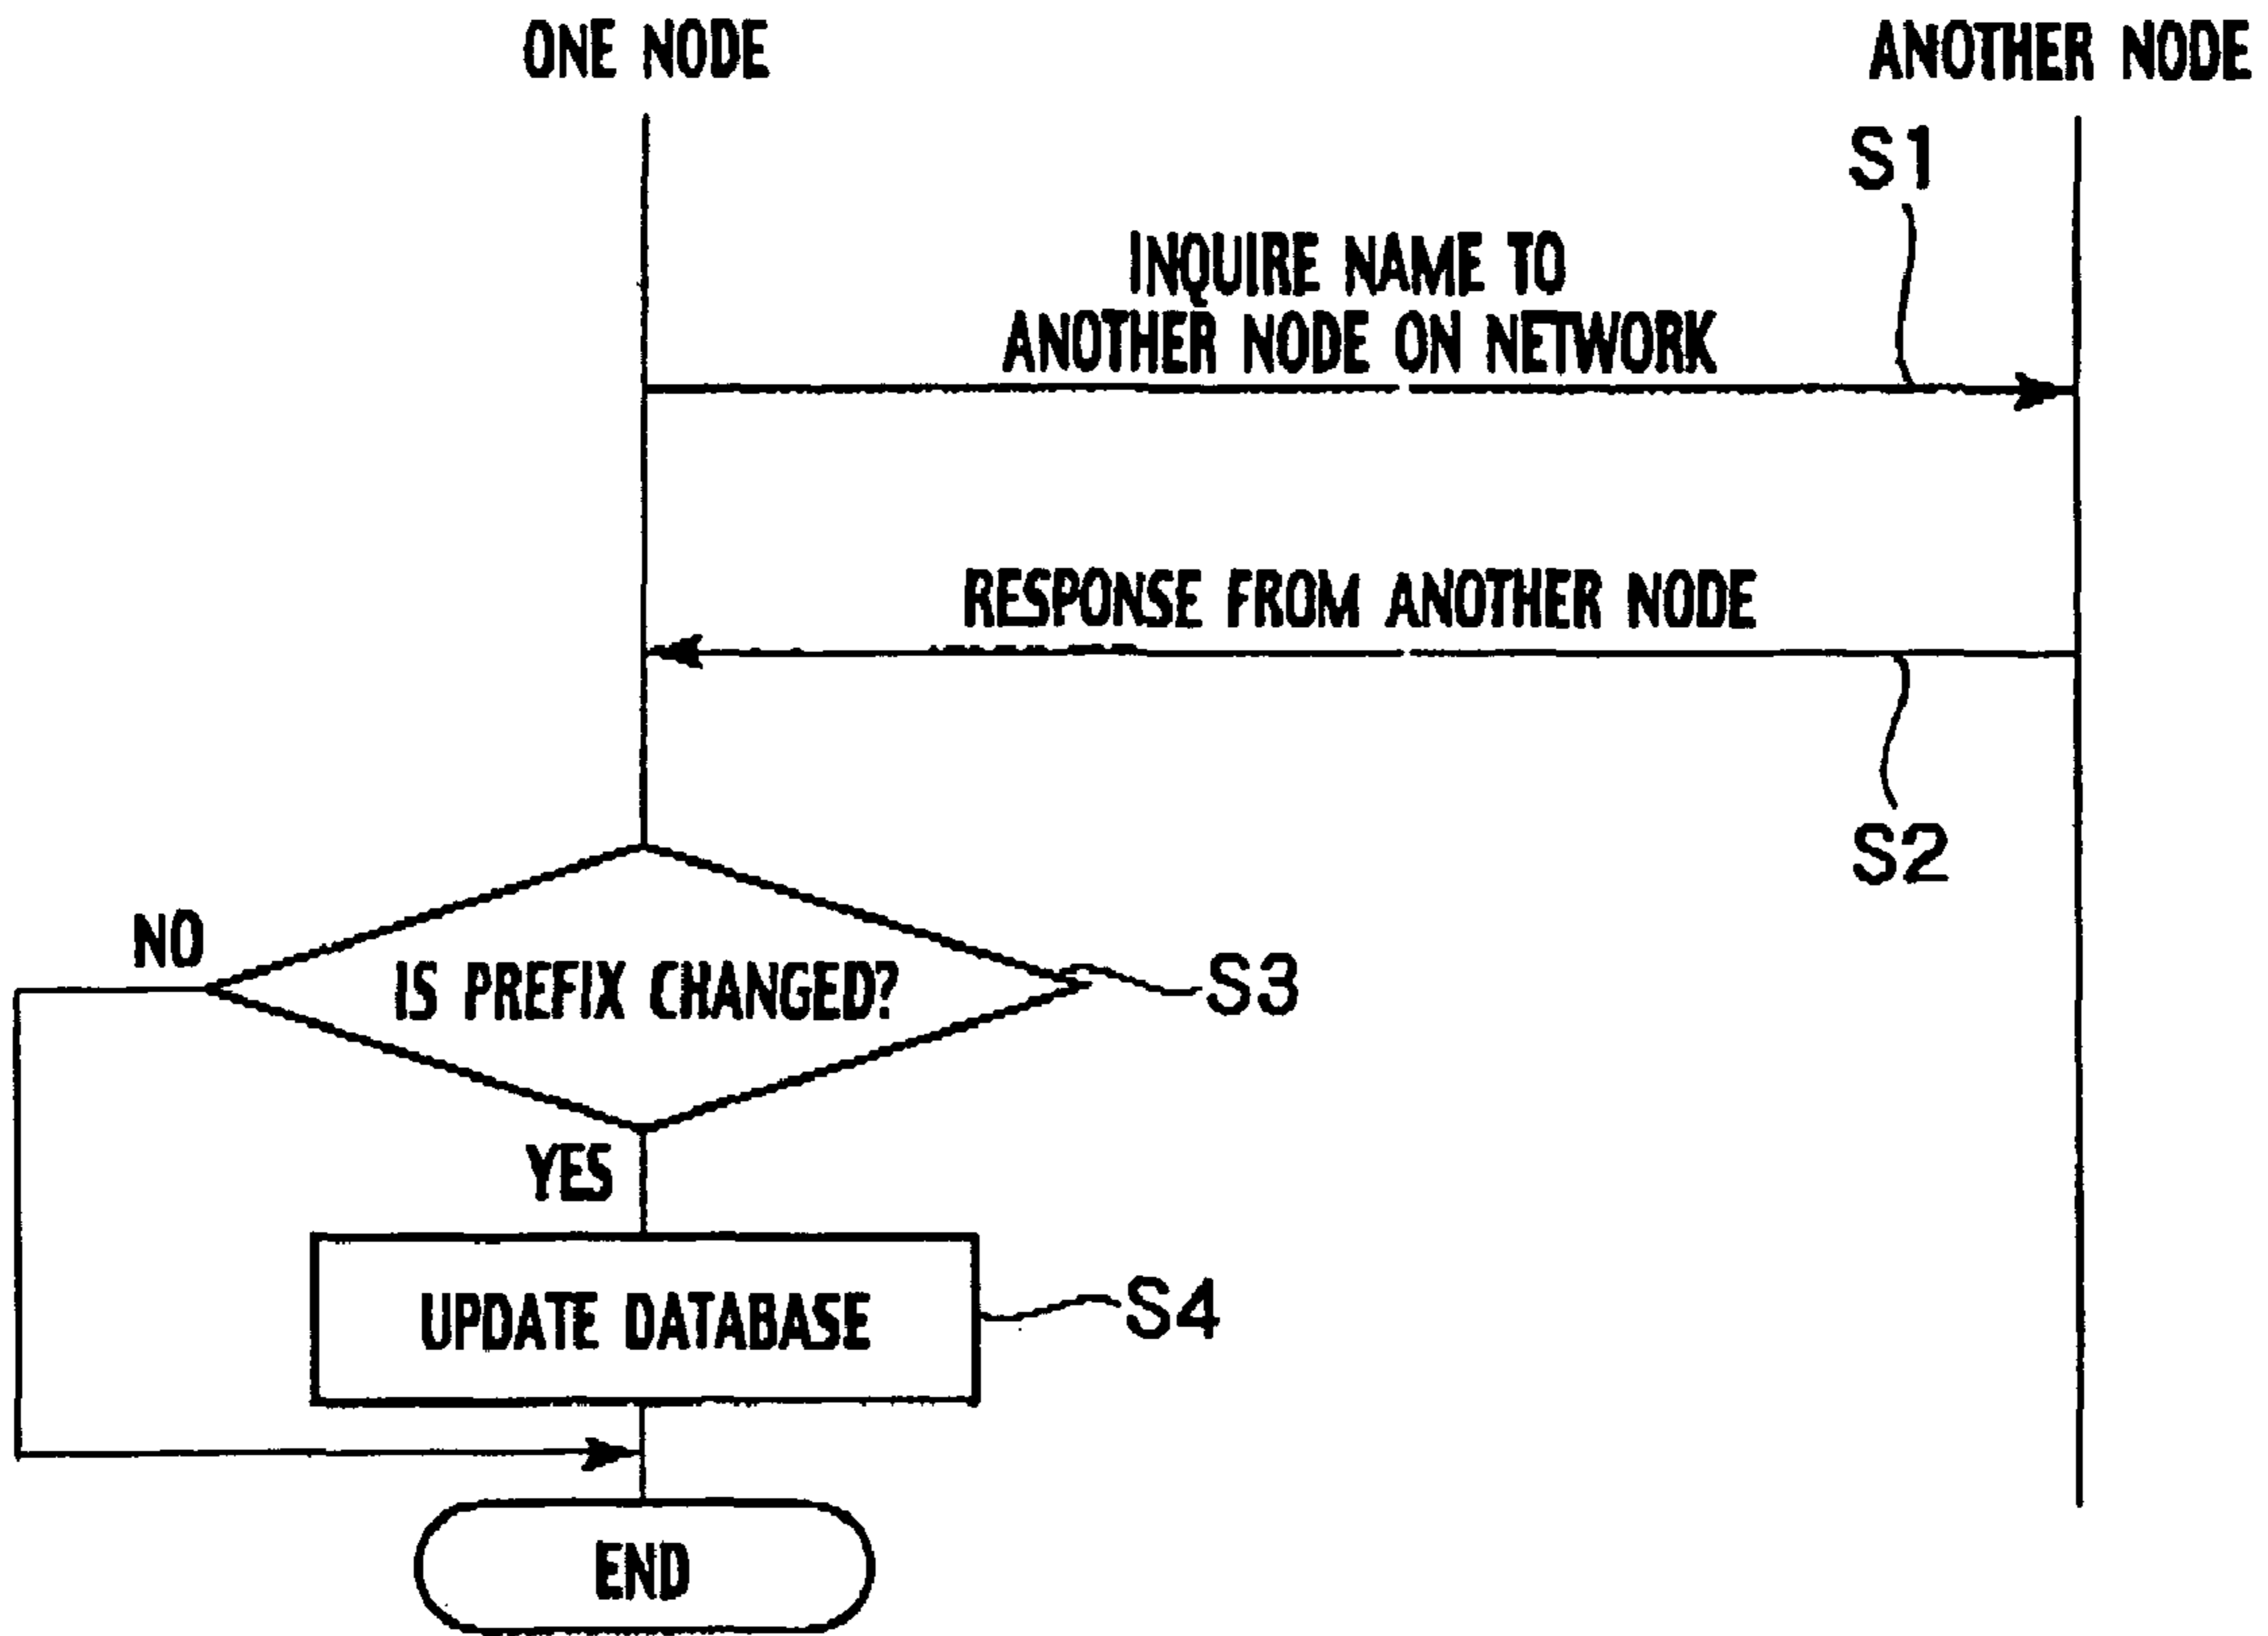 ONE NODE
ANOTHER NODE
S1
INQUIRE NAME TO
ANOTHER NODE ON NETWORK
RESPONSE FROM ANOTHER NODE
S2
NO
IS PREFIX CHANGED?
S3
YES
UPDATE DATABASE
S4
END